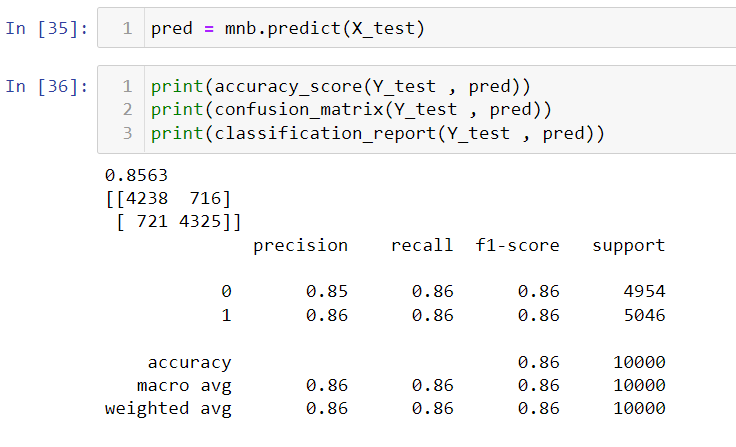 In [35]: 1 pred = mnb.predict(X_test)
In [36]: 1 print(accuracy_score(Y_test , pred))
2 print(confusion_matrix(Y_test , pred))
3 print(classification_report(Y_test , pred))
0.8563
[[4238  716]
 [ 721 4325]]
              precision    recall  f1-score   support
           0       0.85      0.86      0.86      4954
           1       0.86      0.86      0.86      5046
    accuracy                           0.86     10000
   macro avg       0.86      0.86      0.86     10000
weighted avg       0.86      0.86      0.86     10000